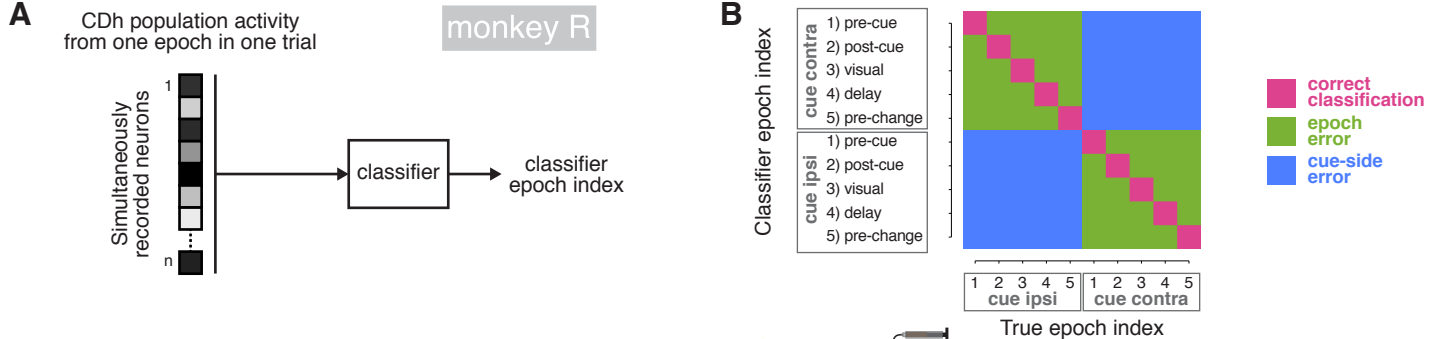 A
CDh population activity
from one epoch in one trial
monkey R
Simultaneously
recorded neurons
1
n
classifier
classifier
epoch index
B
Classifier epoch index
cue contra
1) pre-cue
2) post-cue
3) visual
4) delay
5) pre-change
cue ipsi
1) pre-cue
2) post-cue
3) visual
4) delay
5) pre-change
1 2 3 4 5 1 2 3 4 5
cue ipsi cue contra
True epoch index
correct
classification
epoch
error
cue-side
error